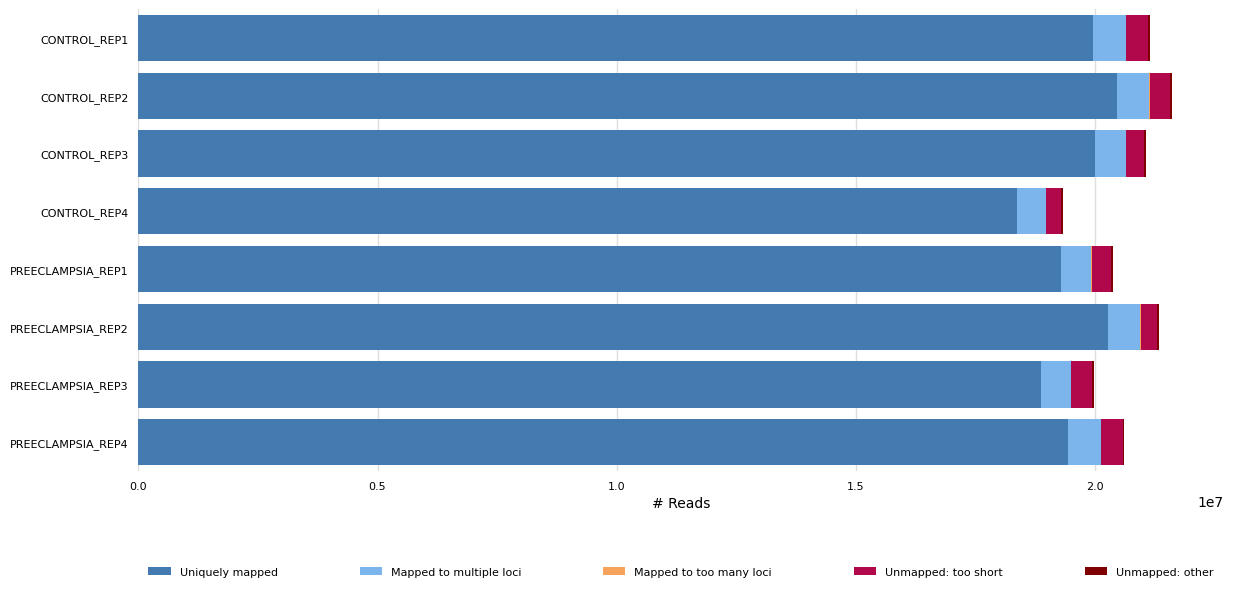 CONTROL_REP1
CONTROL_REP2
CONTROL_REP3
CONTROL_REP4
PREECLAMPSIA_REP1
PREECLAMPSIA_REP2
PREECLAMPSIA_REP3
PREECLAMPSIA_REP4
0.0 0.5 1.0 1.5 2.0
# Reads 1e7
Uniquely mapped Mapped to multiple loci Mapped to too many loci Unmapped: too short Unmapped: other